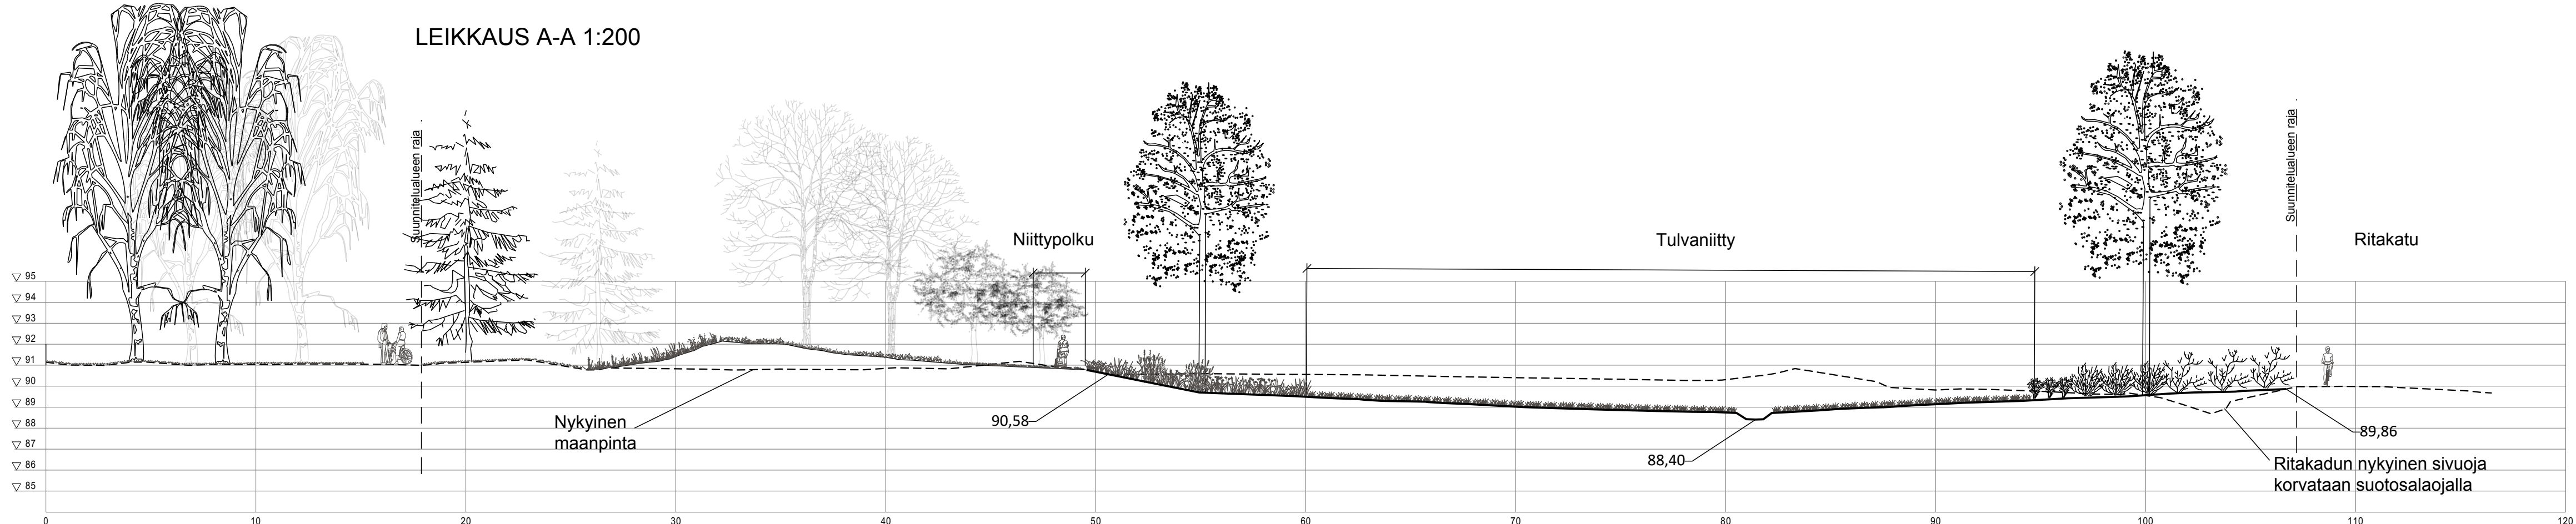 LEIKKAUS A-A 1:200
Suunnitelualueen raja
Suunnitelualueen raja
Niittypolku
Tulvaniitty
Ritakatu
95
94
93
92
91
90
89
88
87
86
85
Nykyinen
maanpinta
90,58
88,40
89,86
Ritakadun nykyinen sivuoja
korvataan suotosalaojalla
0 10 20 30 40 50 60 70 80 90 100 110 120